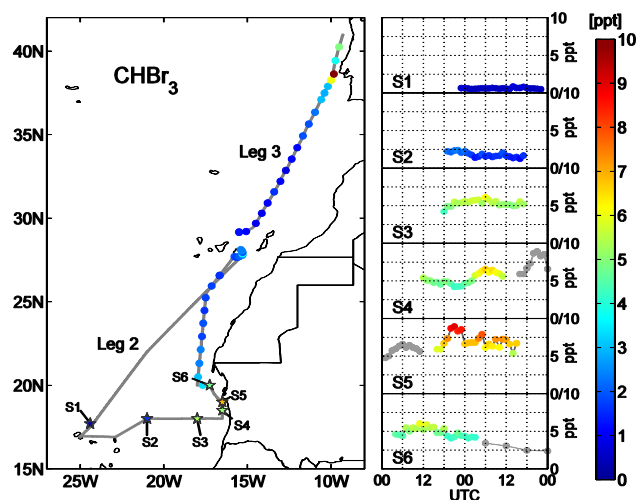 40N
35N
30N
25N
20N
15N
25W 20W 15W 10W
CHBr3
Leg 3
Leg 2
S1
S2
S3
S4
S5
S6
10
5
ppt
S1
0/10
5
ppt
S2
0/10
5
ppt
S3
0/10
5
ppt
S4
0/10
5
ppt
S5
0/10
5
ppt
S6
0
00 12 00 12 00
UTC
[ppt]
10
9
8
7
6
5
4
3
2
1
0